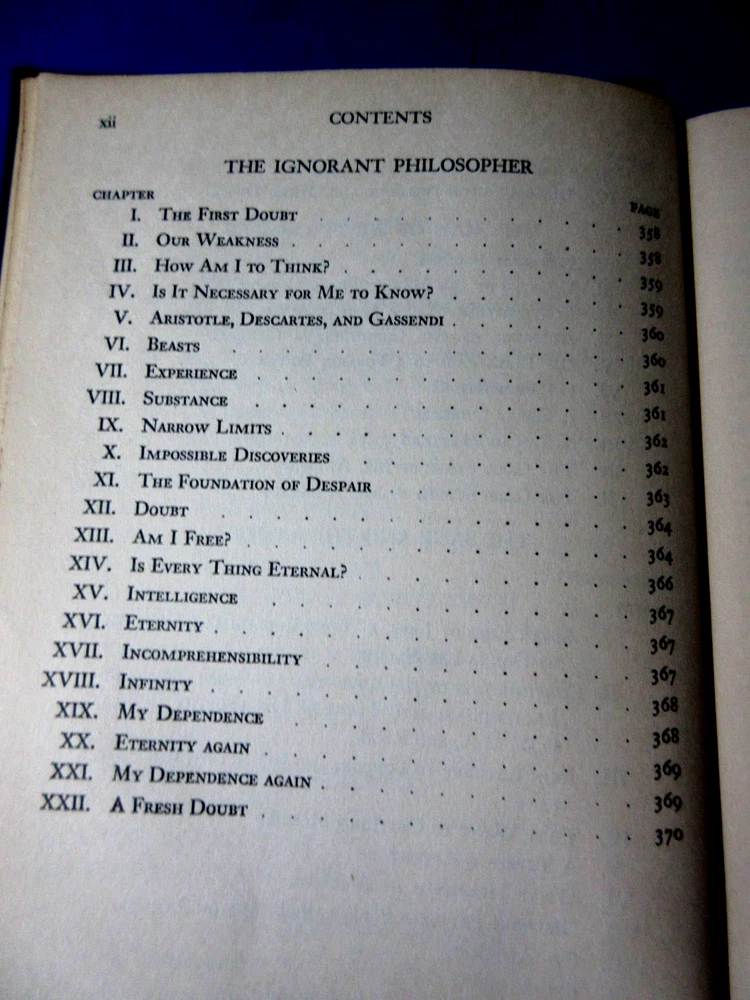 xii CONTENTS
THE IGNORANT PHILOSOPHER
CHAPTER PAGE
I. THE FIRST DOUBT 358
II. OUR WEAKNESS 358
III. HOW AM I TO THINK? 359
IV. IS IT NECESSARY FOR ME TO KNOW? 359
V. ARISTOTLE, DESCARTES, AND GASSENDI 360
VI. BEASTS 360
VII. EXPERIENCE 361
VIII. SUBSTANCE 361
IX. NARROW LIMITS 362
X. IMPOSSIBLE DISCOVERIES 362
XI. THE FOUNDATION OF DESPAIR 363
XII. DOUBT 364
XIII. AM I FREE? 364
XIV. IS EVERY THING ETERNAL? 366
XV. INTELLIGENCE 367
XVI. ETERNITY 367
XVII. INCOMPREHENSIBILITY 367
XVIII. INFINITY 368
XIX. MY DEPENDENCE 368
XX. ETERNITY AGAIN 369
XXI. MY DEPENDENCE AGAIN 369
XXII. A FRESH DOUBT 370